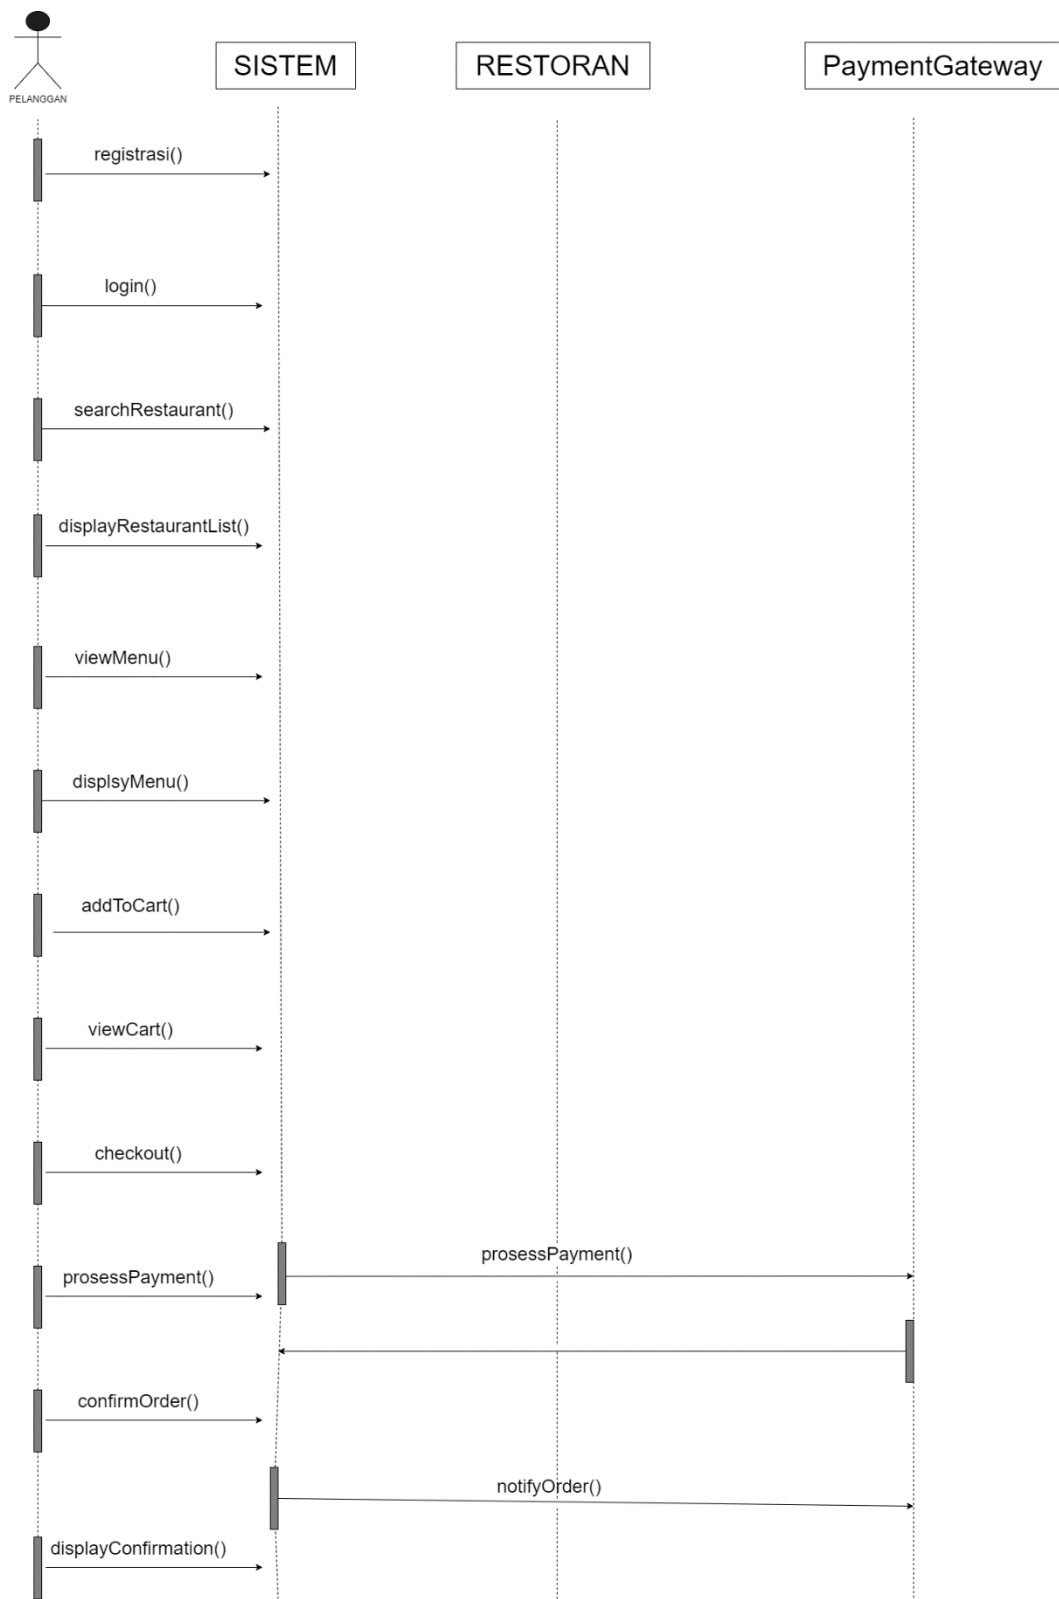 PELANGGAN
SISTEM
RESTORAN
PaymentGateway
registrasi()
login()
searchRestaurant()
displayRestaurantList()
viewMenu()
displsyMenu()
addToCart()
viewCart()
checkout()
prosessPayment()
prosessPayment()
confirmOrder()
notifyOrder()
displayConfirmation()